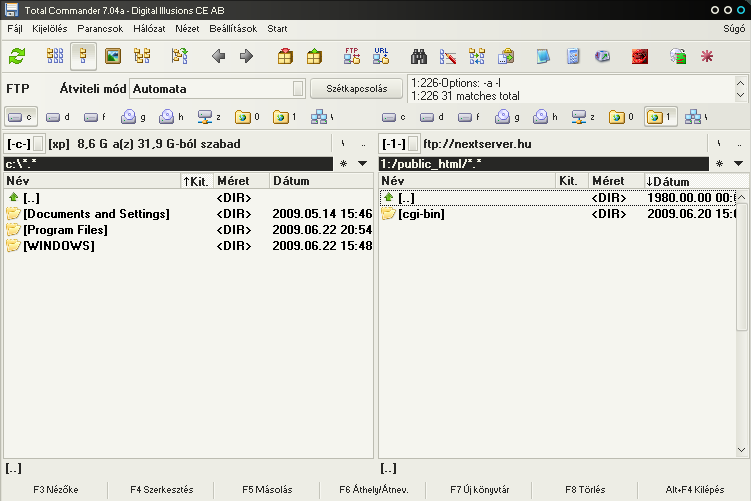 Total Commander 7.04a - Digital Illusions CE AB
Fájl Kijelölés Parancsok Hálózat Nézet Beállítások Start Súgó
FTP URL
FTP Átviteli mód Automata Szétkapcsolás 1:226-Options: -a -l
1:226 31 matches total
c d f g h z 0 1 \ c d f g h z 0 1 \
[-c-] [xp] 8,6 G a(z) 31,9 G-ból szabad \ .. [-1-] ftp://nextserver.hu \ ..
c:\*.* * 1:/public_html/*.* *
Név ↑Kit. Méret Dátum Név Kit. Méret ↓Dátum
[..] <DIR> [..] <DIR> 1980.00.00 00:
[Documents and Settings] <DIR> 2009.05.14 15:46 [cgi-bin] <DIR> 2009.06.20 15:
[Program Files] <DIR> 2009.06.22 20:54
[WINDOWS] <DIR> 2009.06.22 15:48
[..] [..]
F3 Nézőke F4 Szerkesztés F5 Másolás F6 Áthely/Átnev. F7 Új könyvtár F8 Törlés Alt+F4 Kilépés